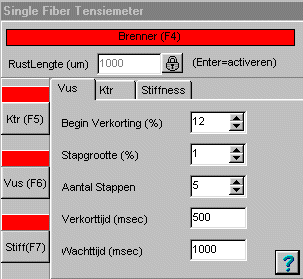 Single Fiber Tensiemeter
Brenner (F4)
RustLengte (um) 1000 (Enter=activeren)
Vus Ktr Stiffness
Ktr (F5)
Vus (F6)
Stiff(F7)
Begin Verkorting (%) 12
Stapgrootte (%) 1
Aantal Stappen 5
Verkorttijd (msec) 500
Wachttijd (msec) 1000
?